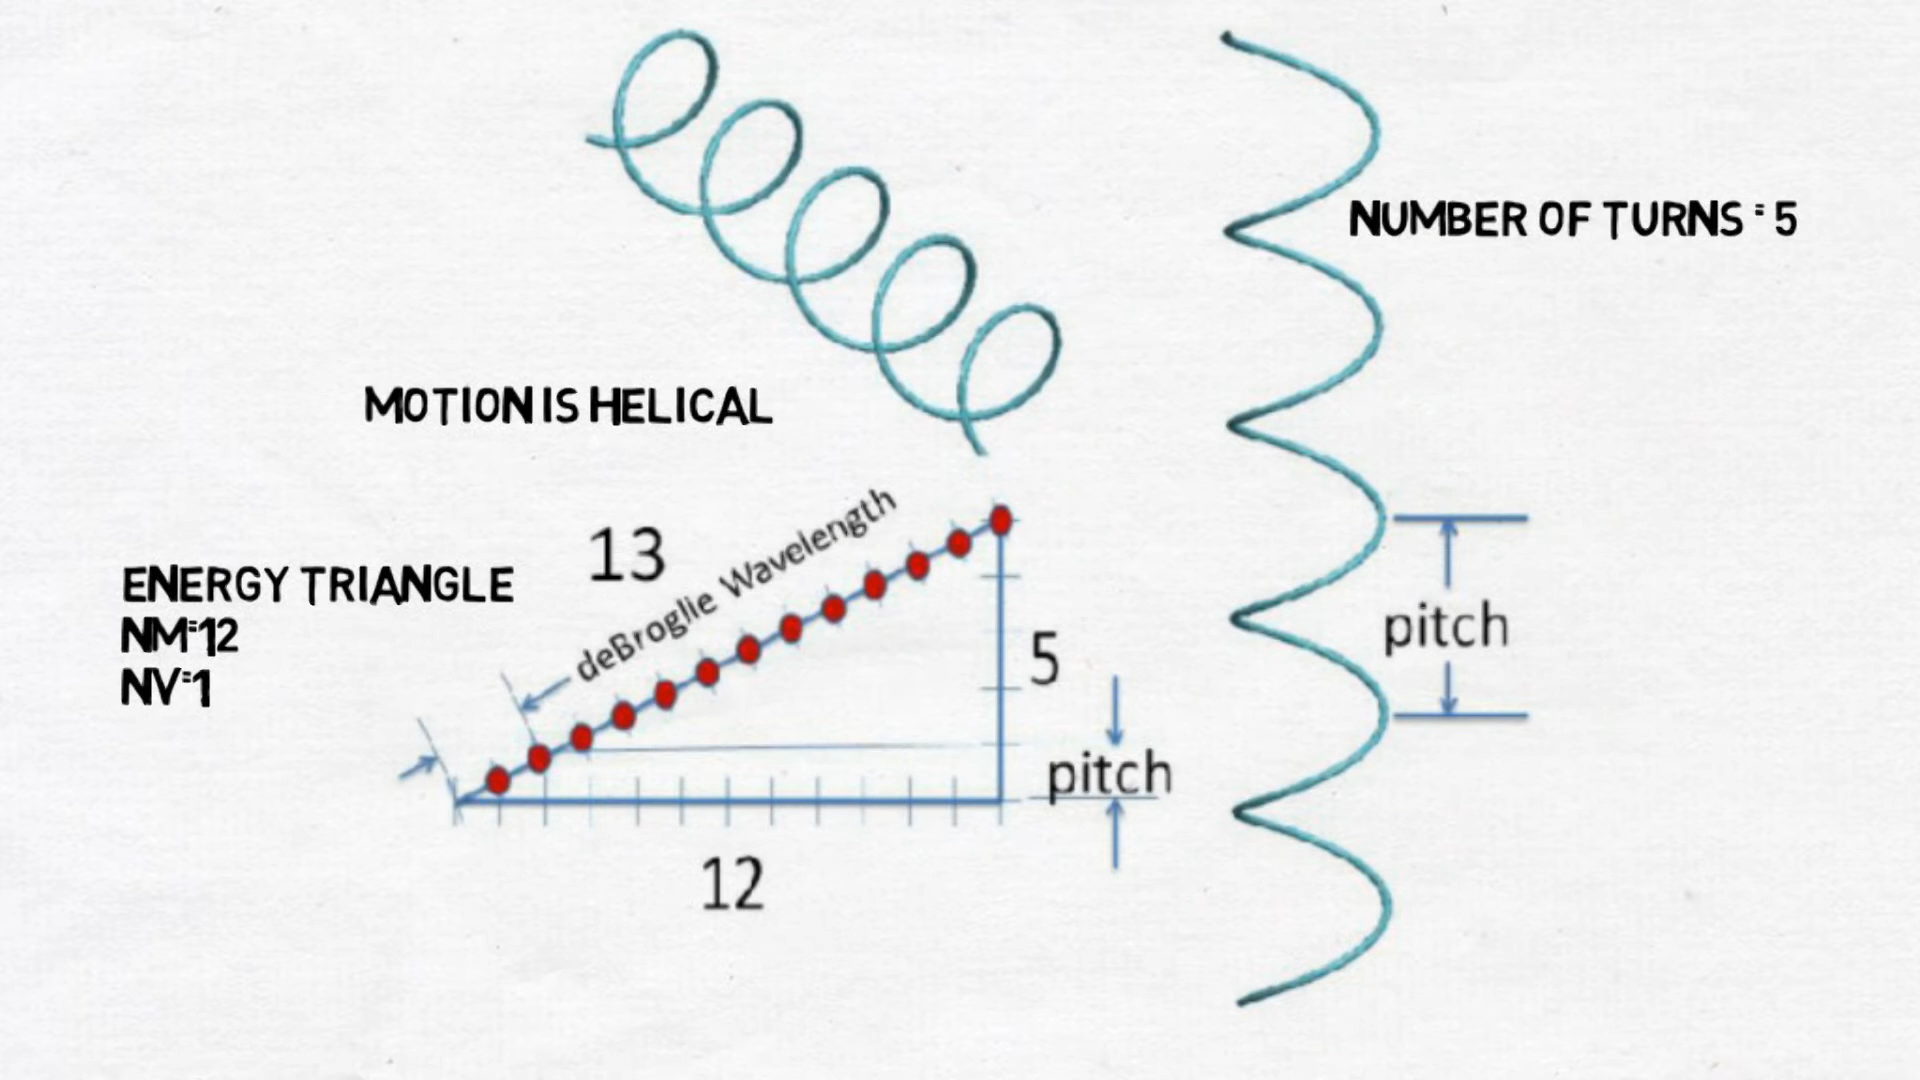 NUMBER OF TURNS = 5
MOTION IS HELICAL
13
deBroglie Wavelength
ENERGY TRIANGLE
NM=12
NV=1
5
pitch
pitch
12